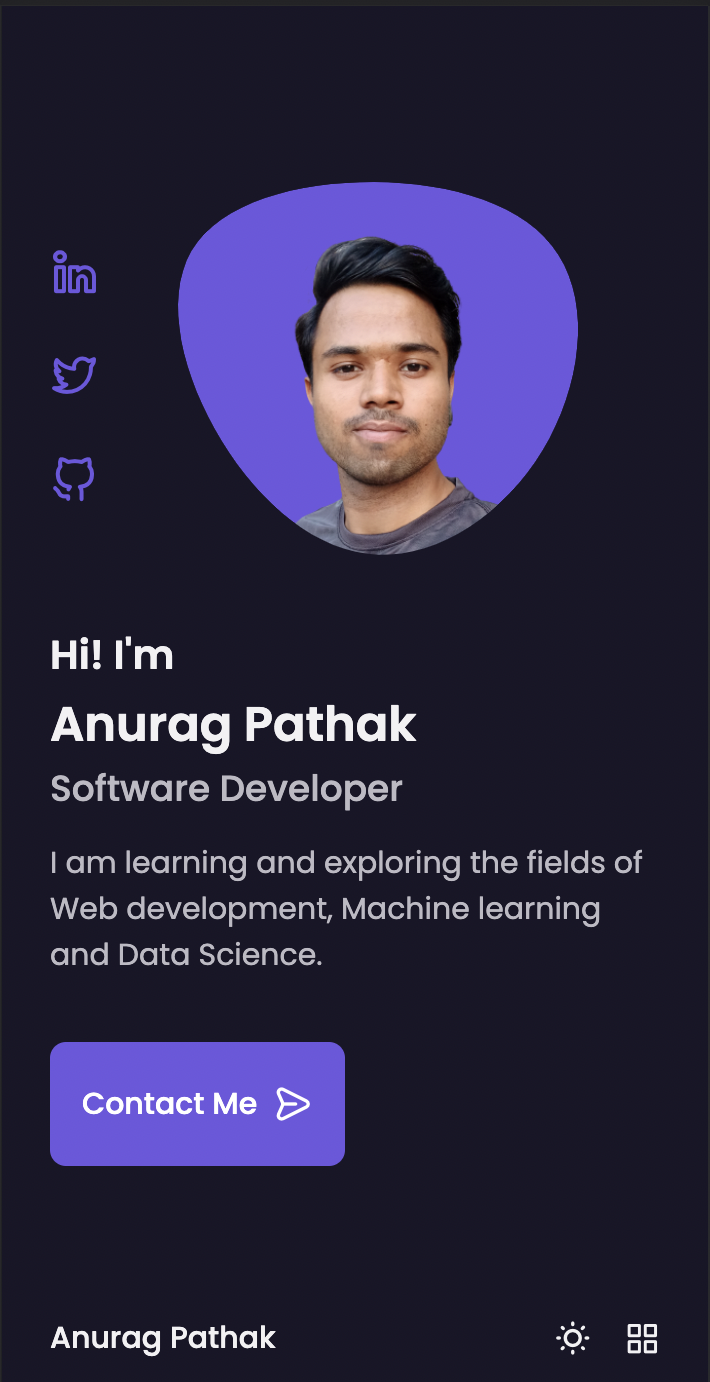 Hi! I'm
Anurag Pathak
Software Developer
I am learning and exploring the fields of
Web development, Machine learning
and Data Science.
Contact Me
Anurag Pathak